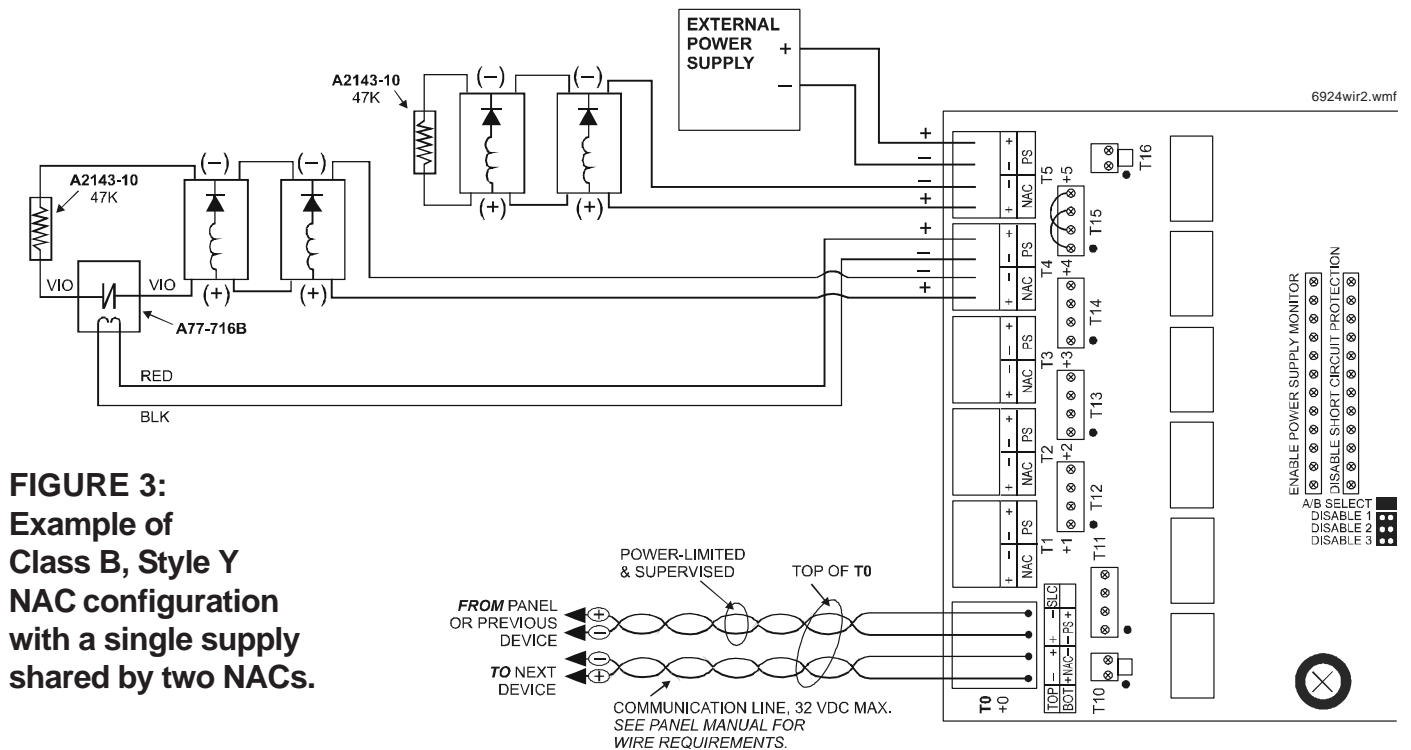 EXTERNAL
POWER
SUPPLY
+
−
A2143-10
47K
(−) (−)
(+) (+)
6924wir2.wmf
A2143-10
47K
(−) (−)
(+) (+)
VIO VIO
A77-716B
RED
BLK
+
−
−
+
+
−
−
+
+ − PS
+ − NAC
T5 +5
T16
T15
+ − PS
+ − NAC
T4 +4
T14
+ − PS
+ − NAC
T3 +3
T13
+ − PS
+ − NAC
T2 +2
T12
+ − PS
+ − NAC
T1 +1
T11
ENABLE POWER SUPPLY MONITOR
DISABLE SHORT CIRCUIT PROTECTION
A/B SELECT
DISABLE 1
DISABLE 2
DISABLE 3
FIGURE 3:
Example of
Class B, Style Y
NAC configuration
with a single supply
shared by two NACs.
POWER-LIMITED
& SUPERVISED
TOP OF T0
FROM PANEL
OR PREVIOUS
DEVICE
+
−
−
+
TO NEXT
DEVICE
COMMUNICATION LINE, 32 VDC MAX.
SEE PANEL MANUAL FOR
WIRE REQUIREMENTS.
T0
+0
TOP − + + − SLC
BOT +NAC− −PS+
T10